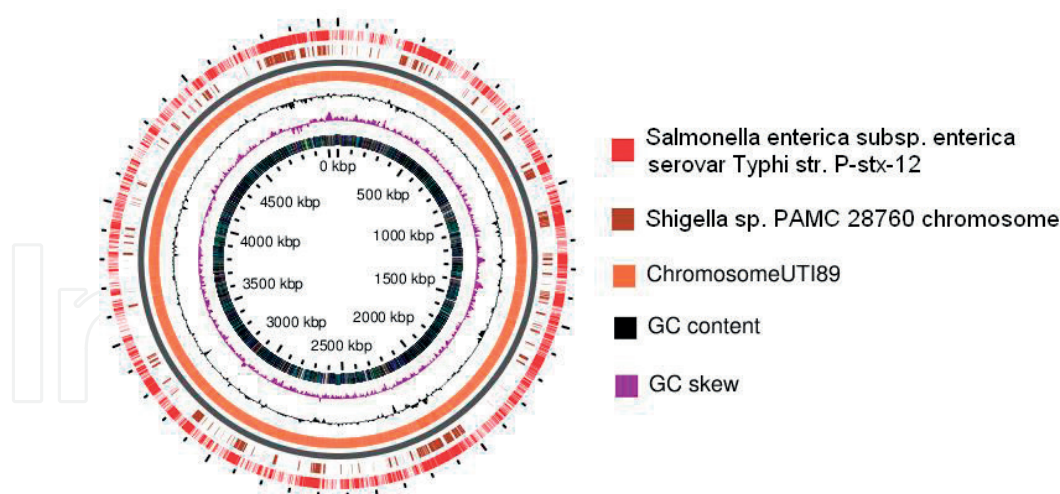 0 kbp
500 kbp
1000 kbp
1500 kbp
2000 kbp
2500 kbp
3000 kbp
3500 kbp
4000 kbp
4500 kbp
Salmonella enterica subsp. enterica
serovar Typhi str. P-stx-12
Shigella sp. PAMC 28760 chromosome
ChromosomeUTI89
GC content
GC skew